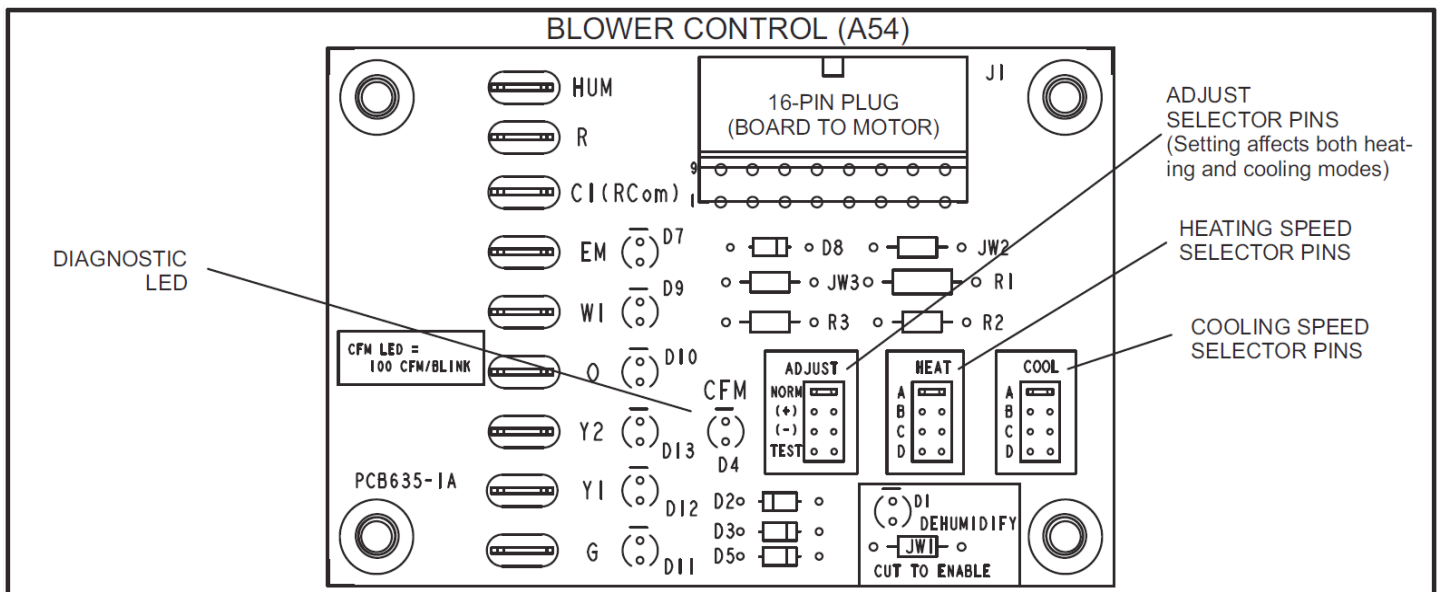 BLOWER CONTROL (A54)
HUM
R
C1(RCom)
EM
W1
O
Y2
Y1
G
D7
D9
D10
D13
D12
D11
CFM LED =
100 CFM/BLINK
PCB635-1A
DIAGNOSTIC
LED
J1
16-PIN PLUG
(BOARD TO MOTOR)
9
1
D8
JW2
JW3
R1
R3
R2
CFM
D4
ADJUST
NORM
(+)
(-)
TEST
HEAT
A
B
C
D
COOL
A
B
C
D
D2
D3
D5
D1
DEHUMIDIFY
JW1
CUT TO ENABLE
ADJUST
SELECTOR PINS
(Setting affects both heat-
ing and cooling modes)
HEATING SPEED
SELECTOR PINS
COOLING SPEED
SELECTOR PINS